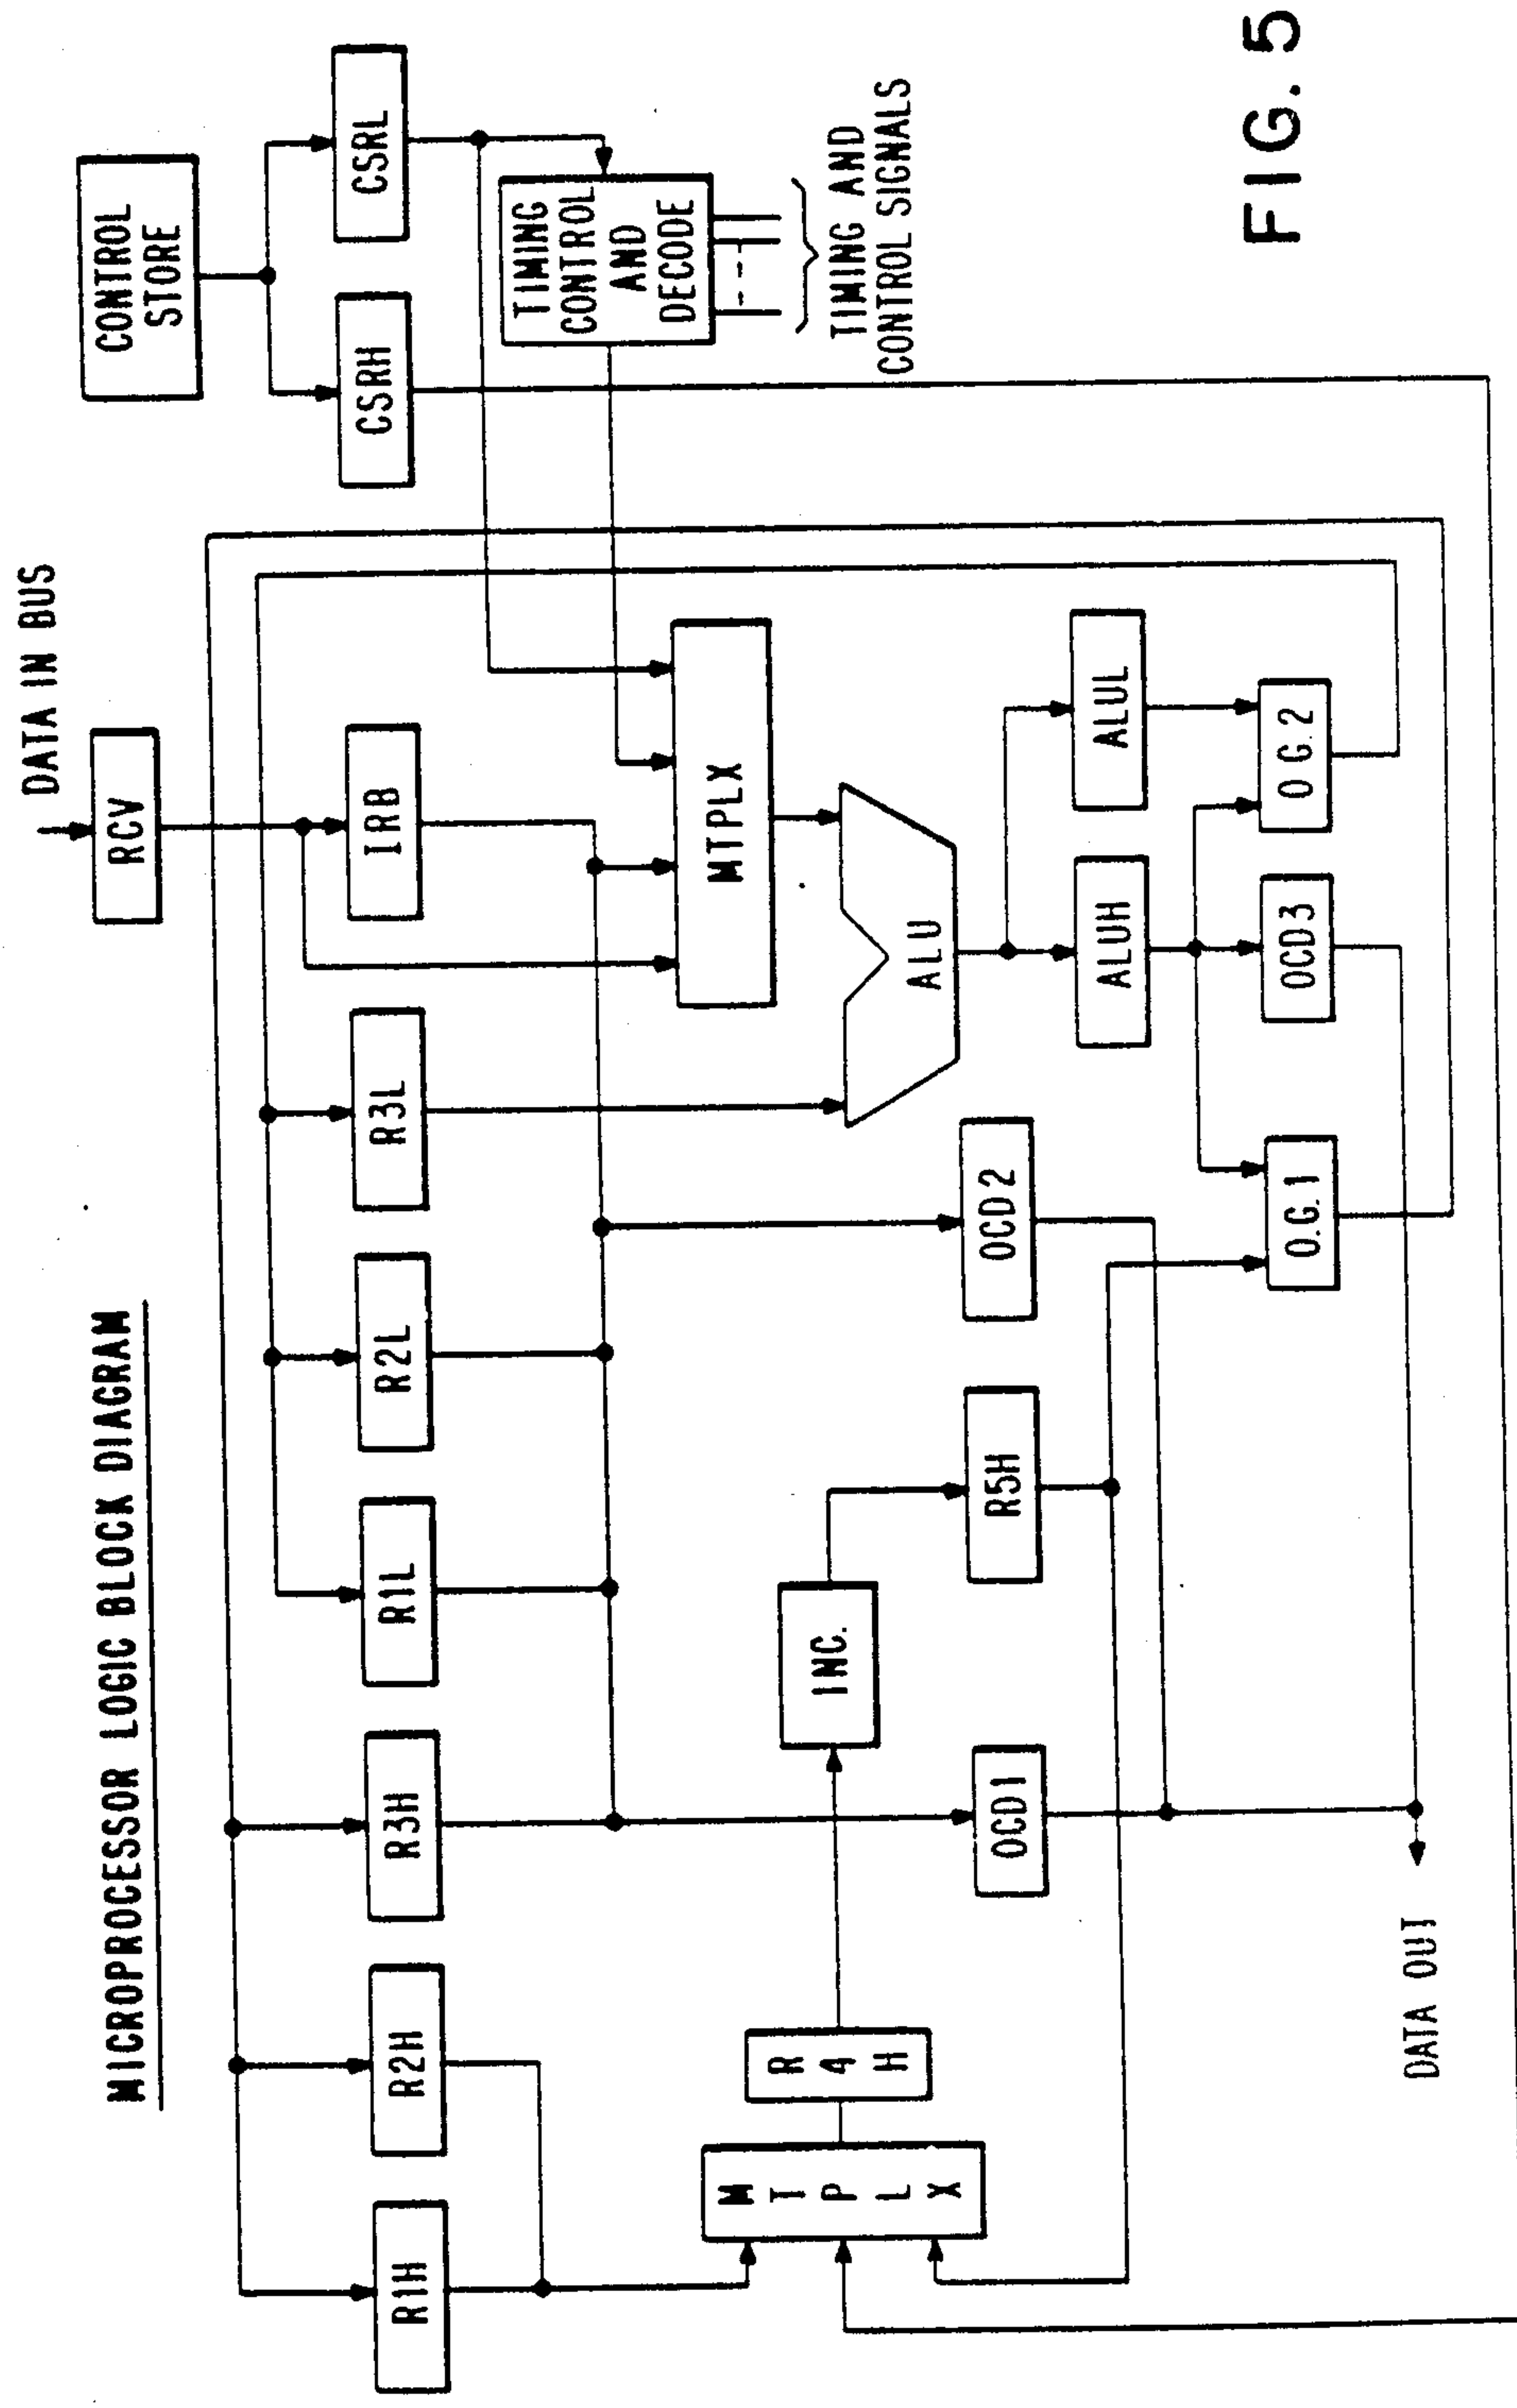 MICROPROCESSOR LOGIC BLOCK DIAGRAM
DATA IN BUS
RCV
CONTROL
STORE
R1H
R2H
R3H
R1L
R2L
R3L
IRB
CSRH
CSRL
TIMING
CONTROL
AND
DECODE
TIMING AND
CONTROL SIGNALS
MTPLX
R4H
INC.
MTPLX
ALU
OCD1
R5H
OCD2
ALUH
ALUL
O.G.1
OCD3
O G.2
DATA OUT
FIG. 5